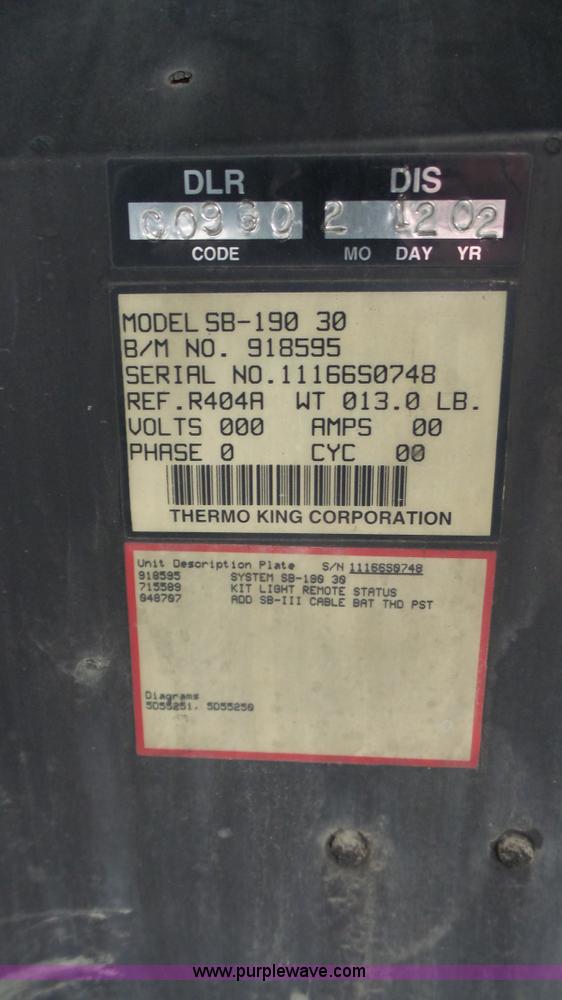 DLR DIS
C0960 2 12 02
CODE MO DAY YR
MODEL SB-190 30
B/M NO. 918595
SERIAL NO. 1116650748
REF. R404A WT 013.0 LB.
VOLTS 000 AMPS 00
PHASE 0 CYC 00
THERMO KING CORPORATION
Unit Description Plate S/N 1116650748
918595 SYSTEM SB-190 30
715509 KIT LIGHT REMOTE STATUS
048707 ADD SB-III CABLE BAT THD PST
Diagrams
5D55251, 5D55250
www.purplewave.com